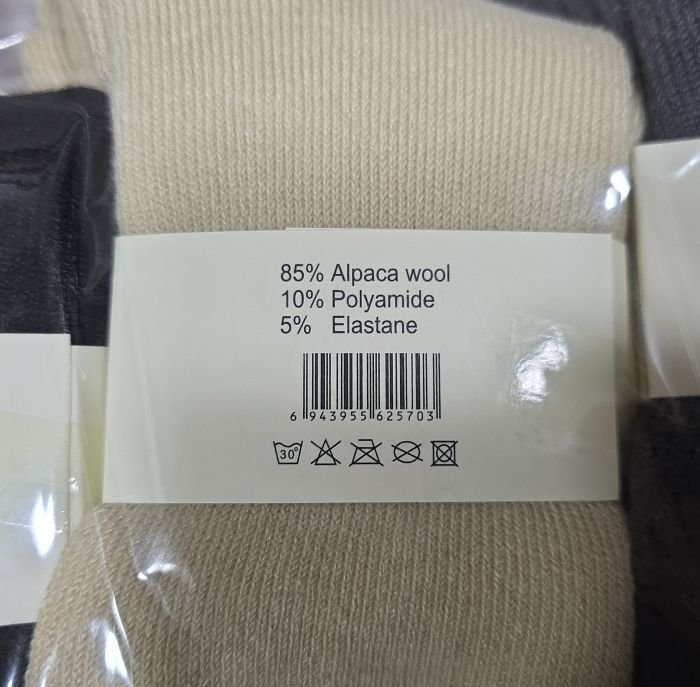 85% Alpaca wool
10% Polyamide
5% Elastane
6 943955 625703
30°